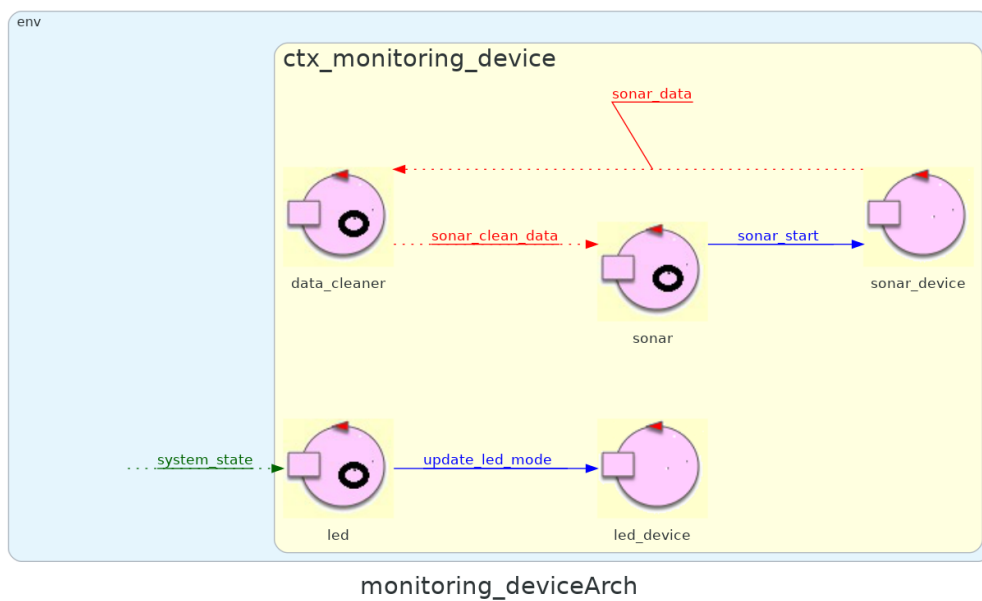 env
ctx_monitoring_device
sonar_data
sonar_clean_data
sonar_start
data_cleaner
sonar_device
sonar
system_state
update_led_mode
led
led_device
monitoring_deviceArch